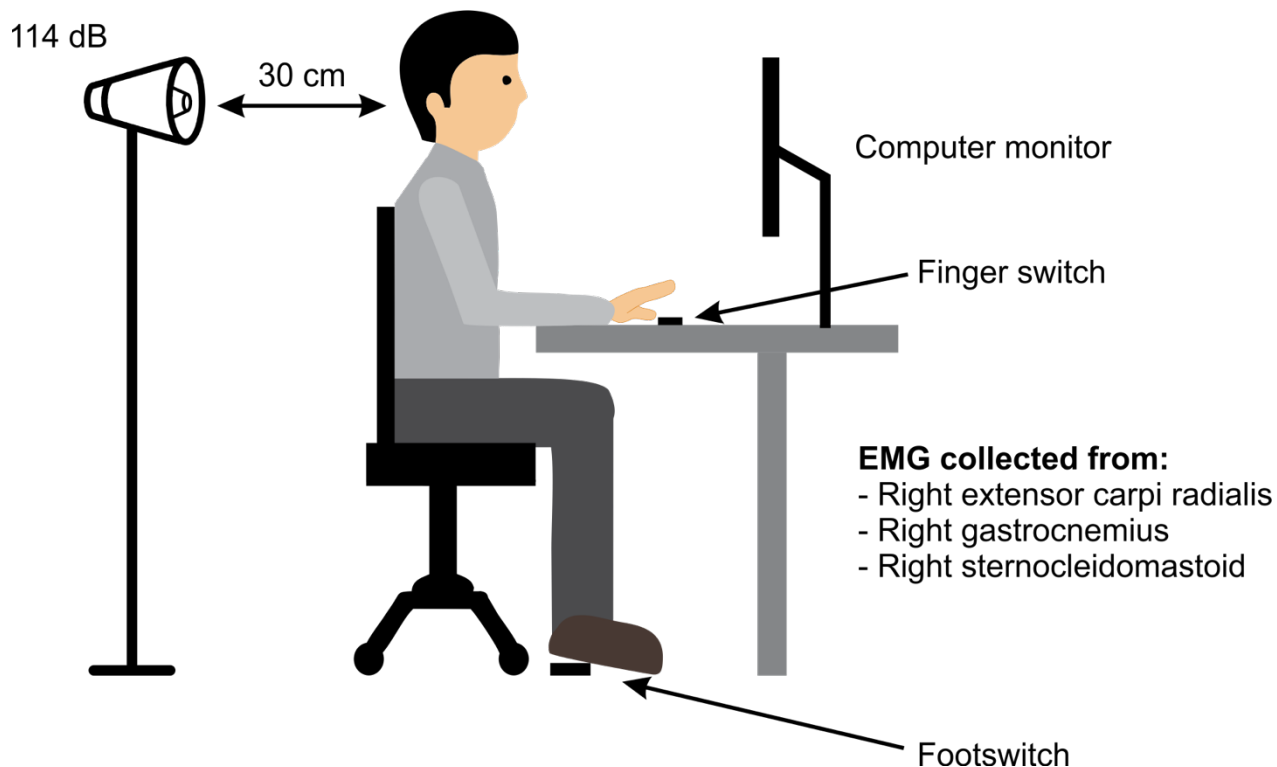 114 dB
30 cm
Computer monitor
Finger switch
EMG collected from:
- Right extensor carpi radialis
- Right gastrocnemius
- Right sternocleidomastoid
Footswitch